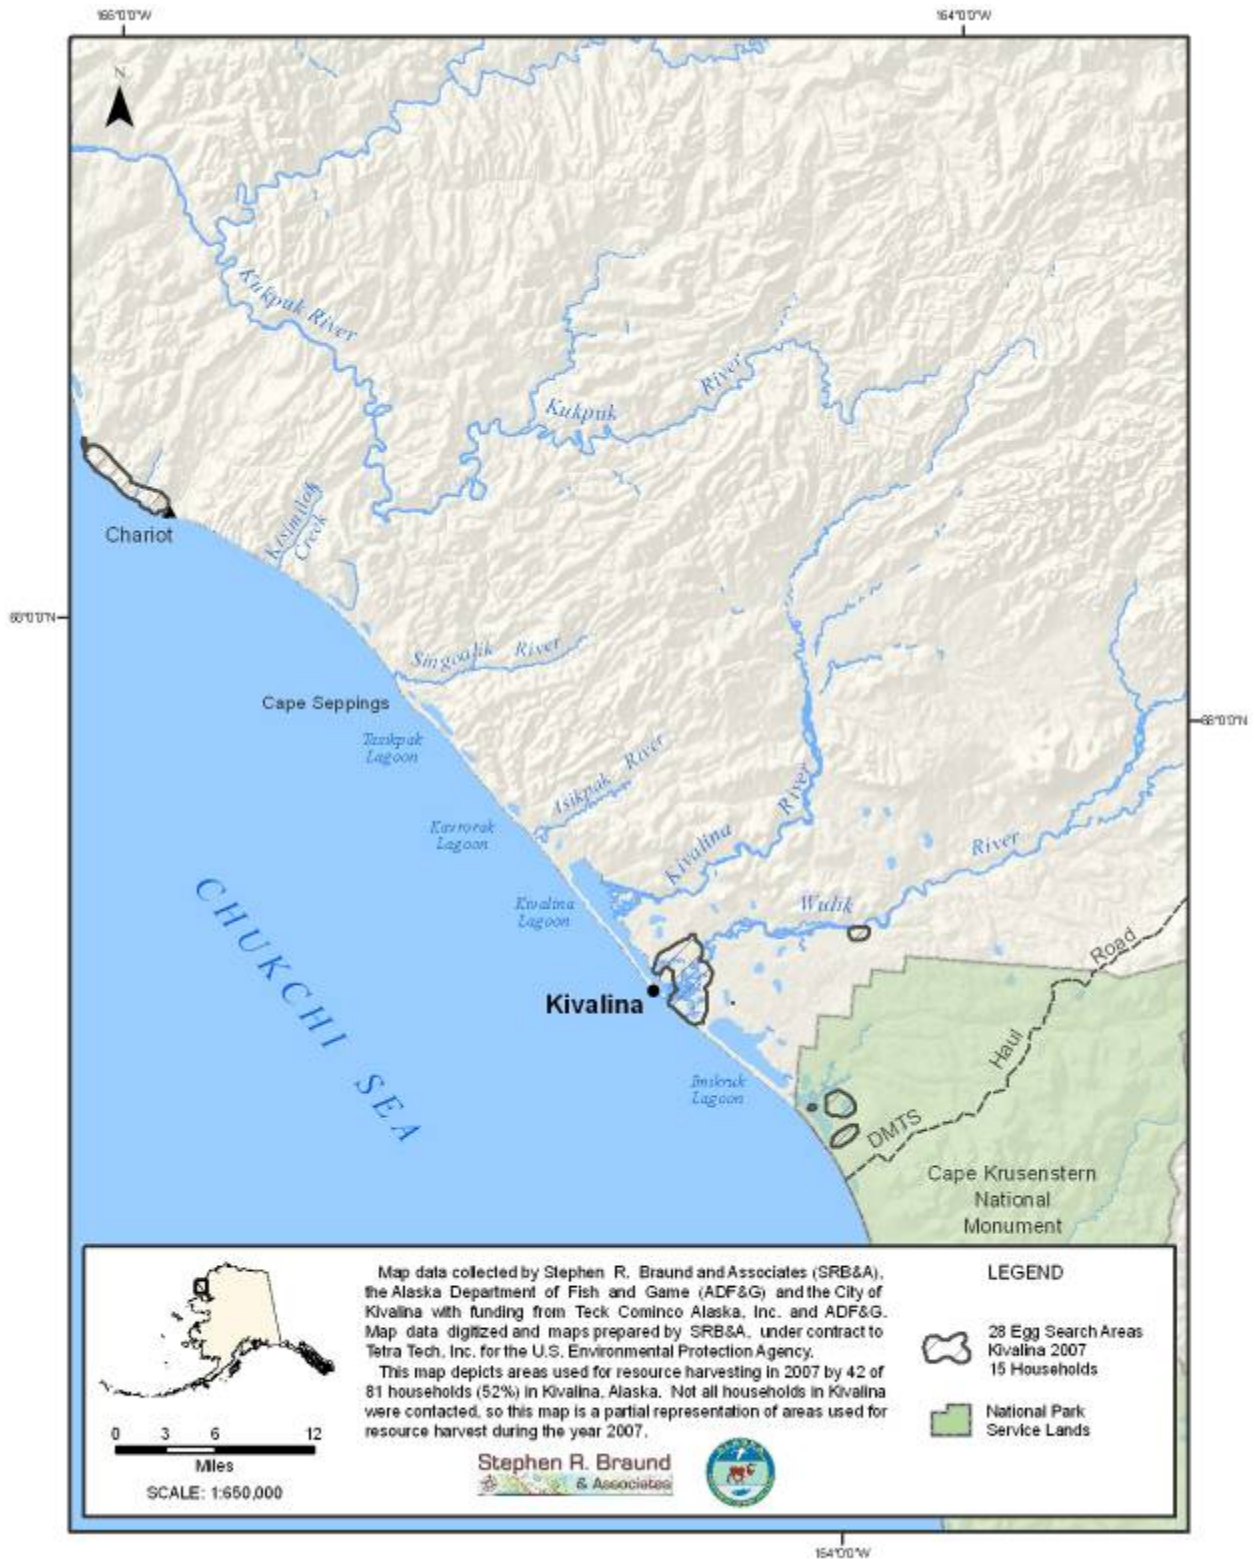 166°0'0"W
164°0'0"W
N
Kukpuk River
River
Kukpuk
Chariot
Kisimilok
Creek
68°0'0"N
Singoalik River
Cape Seppings
68°0'0"N
Tasikpak
Lagoon
Asikpak River
River
Kavrorak
Lagoon
Kivalina
River
Kivalina
Lagoon
Wulik
CHUKCHI SEA
Road
Kivalina
Haul
Imikruk
Lagoon
DMTS
Cape Krusenstern
National
Monument
Map data collected by Stephen R. Braund and Associates (SRB&A),
the Alaska Department of Fish and Game (ADF&G) and the City of
Kivalina with funding from Teck Cominco Alaska, Inc. and ADF&G.
Map data digitized and maps prepared by SRB&A, under contract to
Tetra Tech, Inc. for the U.S. Environmental Protection Agency.
This map depicts areas used for resource harvesting in 2007 by 42 of
81 households (52%) in Kivalina, Alaska. Not all households in Kivalina
were contacted, so this map is a partial representation of areas used for
resource harvest during the year 2007.
LEGEND
28 Egg Search Areas
Kivalina 2007
15 Households
National Park
Service Lands
0 3 6 12
Miles
SCALE: 1:650,000
Stephen R. Braund
& Associates
ALASKA
164°0'0"W